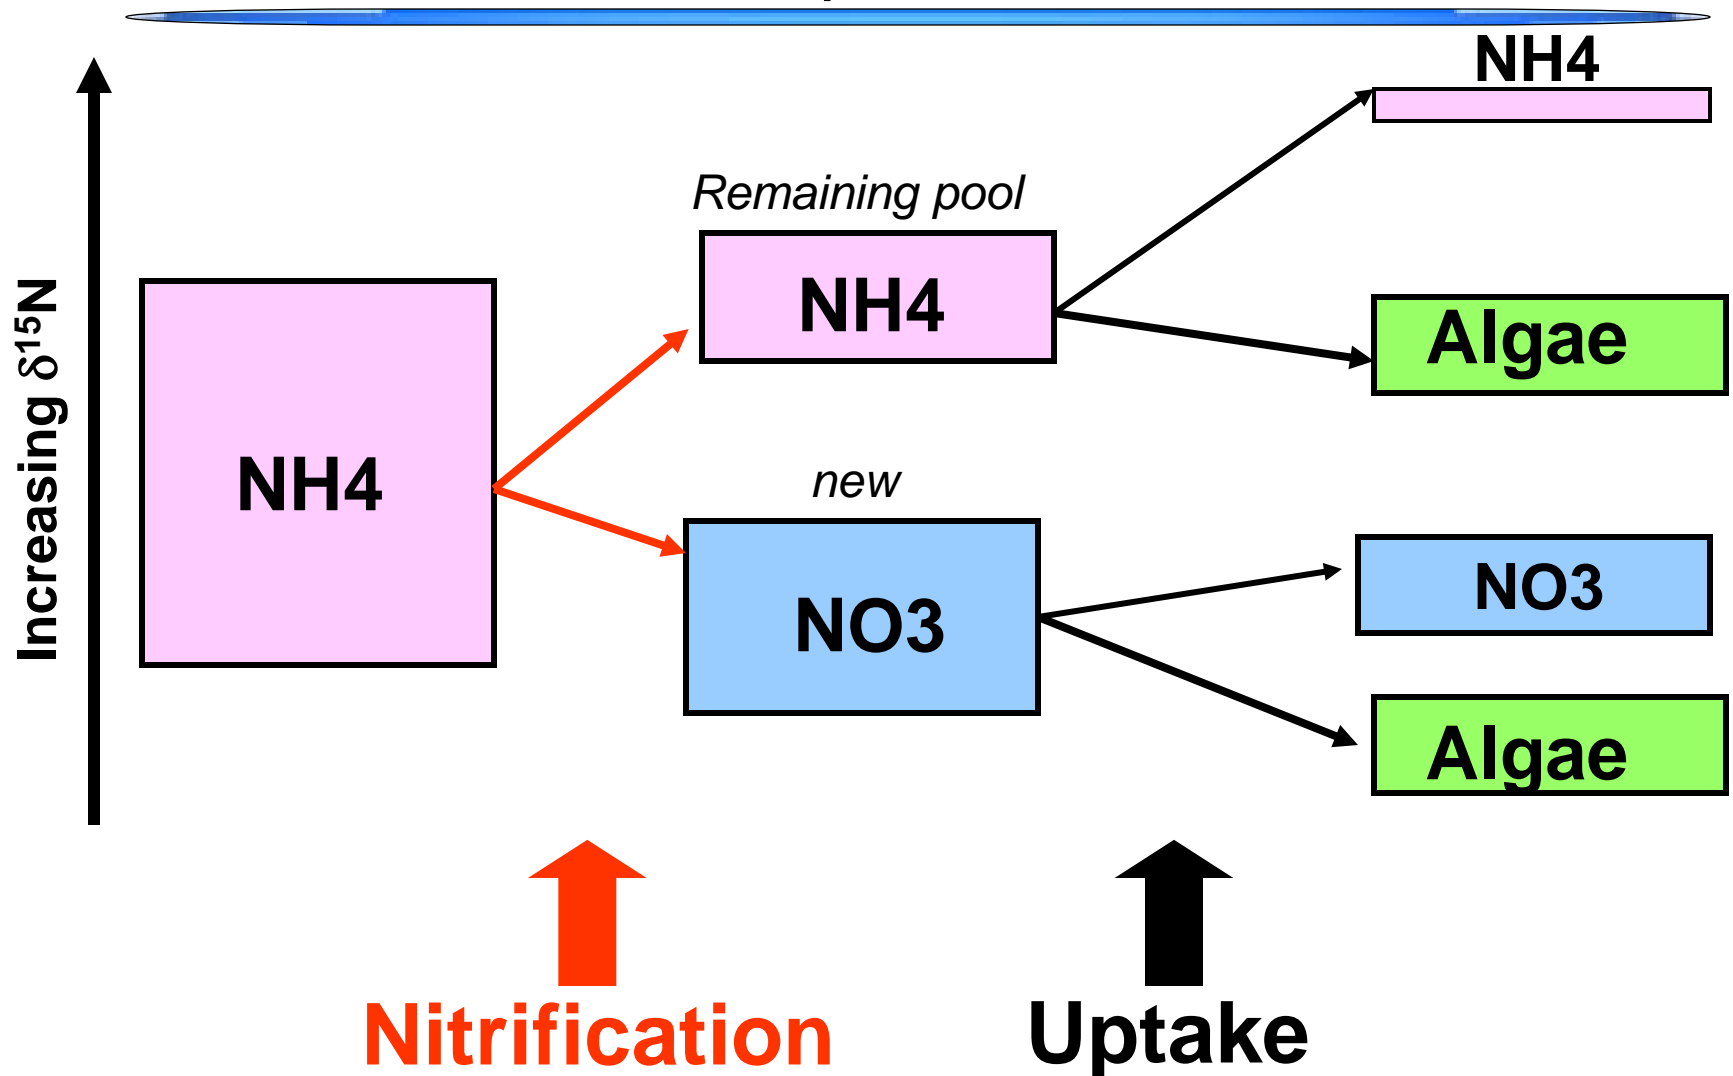 NH4
Remaining pool
NH4
Algae
Increasing δ¹⁵N
NH4
new
NO3
NO3
Algae
Nitrification
Uptake